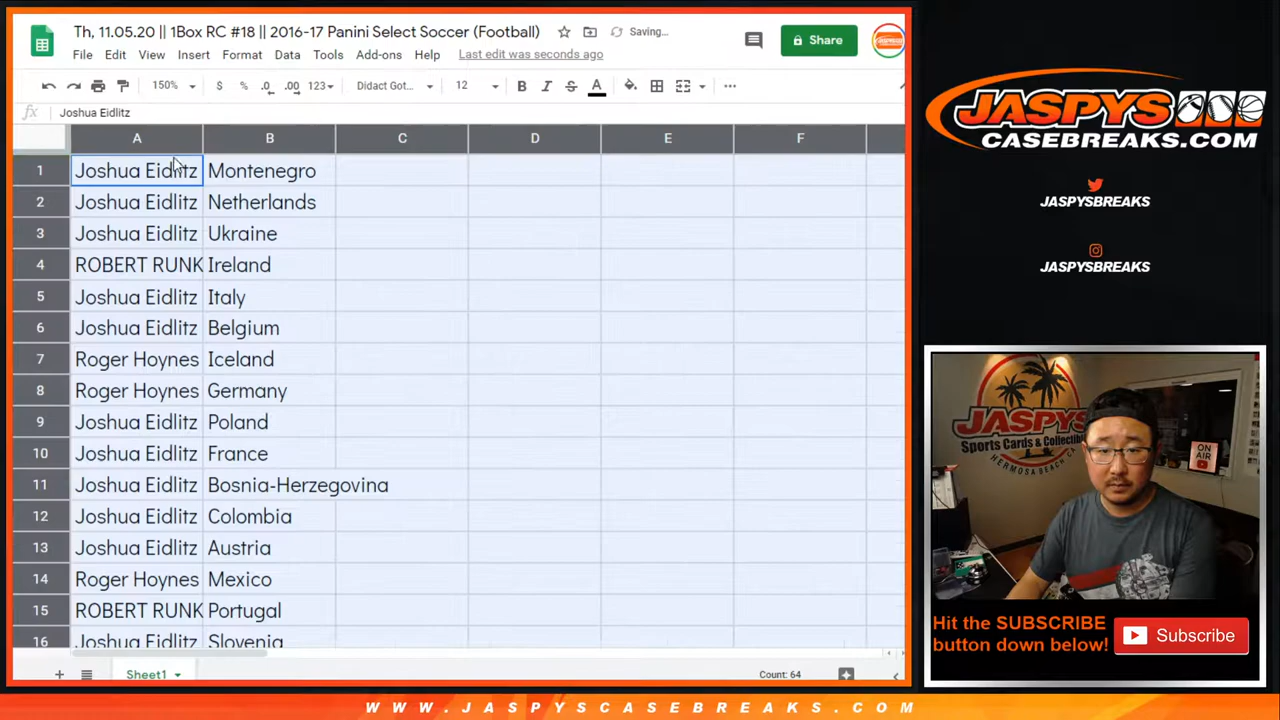 Th, 11.05.20 || 1Box RC #18 || 2016-17 Panini Select Soccer (Football)
Saving...
File Edit View Insert Format Data Tools Add-ons Help Last edit was seconds ago
Share
150% $ % .0 .00 123 Didact Got... 12 B I S A
fx Joshua Eidlitz
A B C D E F
1 Joshua Eidlitz Montenegro
2 Joshua Eidlitz Netherlands
3 Joshua Eidlitz Ukraine
4 ROBERT RUNK Ireland
5 Joshua Eidlitz Italy
6 Joshua Eidlitz Belgium
7 Roger Hoynes Iceland
8 Roger Hoynes Germany
9 Joshua Eidlitz Poland
10 Joshua Eidlitz France
11 Joshua Eidlitz Bosnia-Herzegovina
12 Joshua Eidlitz Colombia
13 Joshua Eidlitz Austria
14 Roger Hoynes Mexico
15 ROBERT RUNK Portugal
16 Joshua Eidlitz Slovenia
Sheet1
Count: 64
JASPYS
CASEBREAKS.COM
JASPYSBREAKS
JASPYSBREAKS
JASPYS
Sports Cards & Collectib
HERMOSA BEACH CA
ON
AIR
Hit the SUBSCRIBE
button down below!
Subscribe
WWW.JASPYSCASEBREAKS.COM